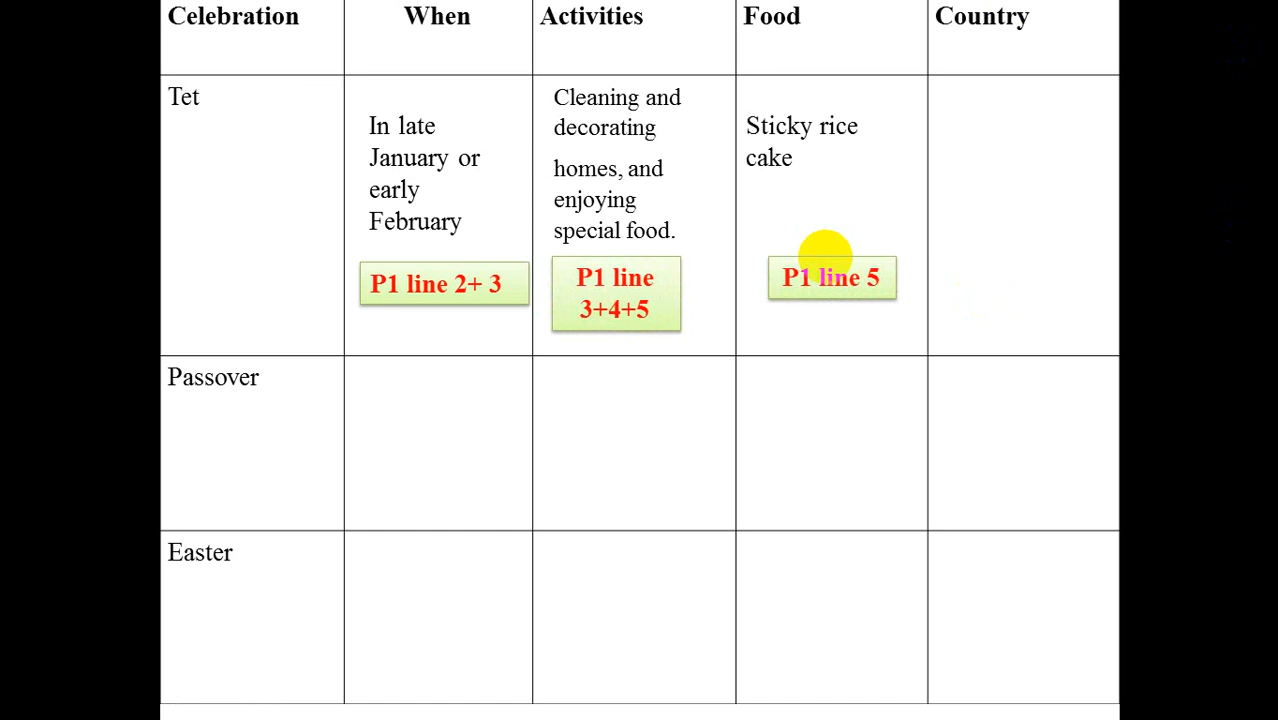 Celebration When Activities Food Country
Tet
In late
January or
early
February
P1 line 2+ 3
Cleaning and
decorating
homes, and
enjoying
special food.
P1 line
3+4+5
Sticky rice
cake
P1 line 5
Passover
Easter